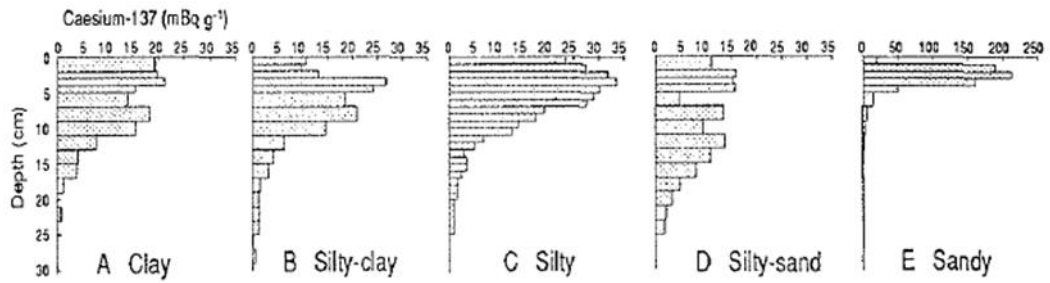 Caesium-137 (mBq g⁻¹)
0 5 10 15 20 25 30 35
0 5 10 15 20 25 30 35
0 5 10 15 20 25 30 35
0 5 10 15 20 25 30 35
0 50 100 150 200 250
Depth (cm)
0
5
10
15
20
25
30
A Clay
B Silty-clay
C Silty
D Silty-sand
E Sandy